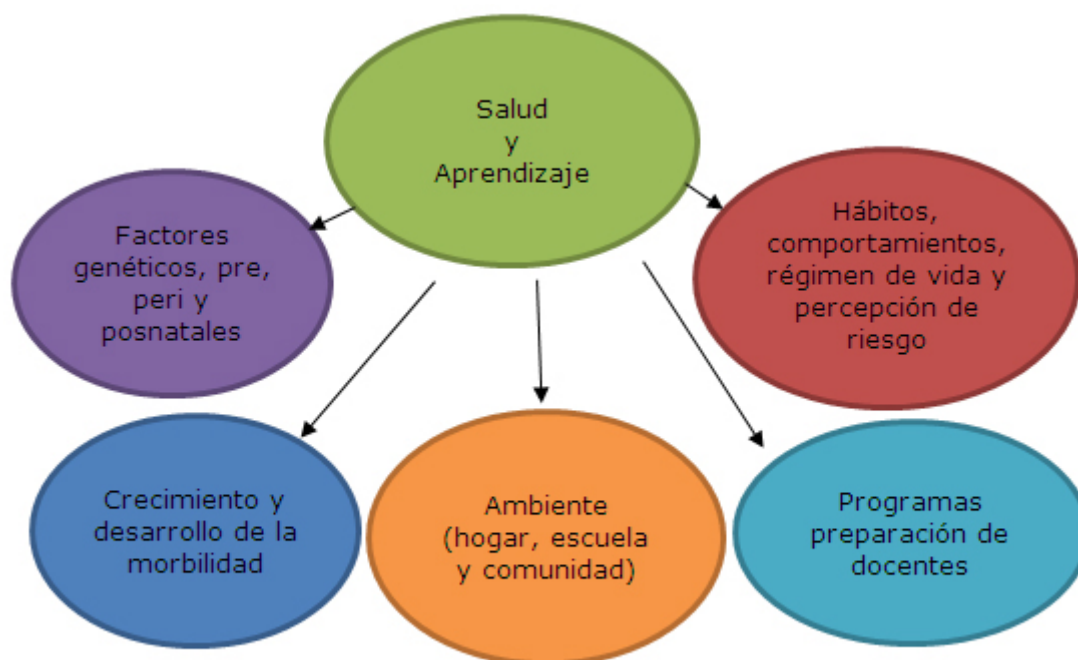 Salud
y
Aprendizaje
Factores
genéticos, pre,
peri y
posnatales
Hábitos,
comportamientos,
régimen de vida y
percepción de
riesgo
Crecimiento y
desarrollo de la
morbilidad
Ambiente
(hogar, escuela
y comunidad)
Programas
preparación de
docentes